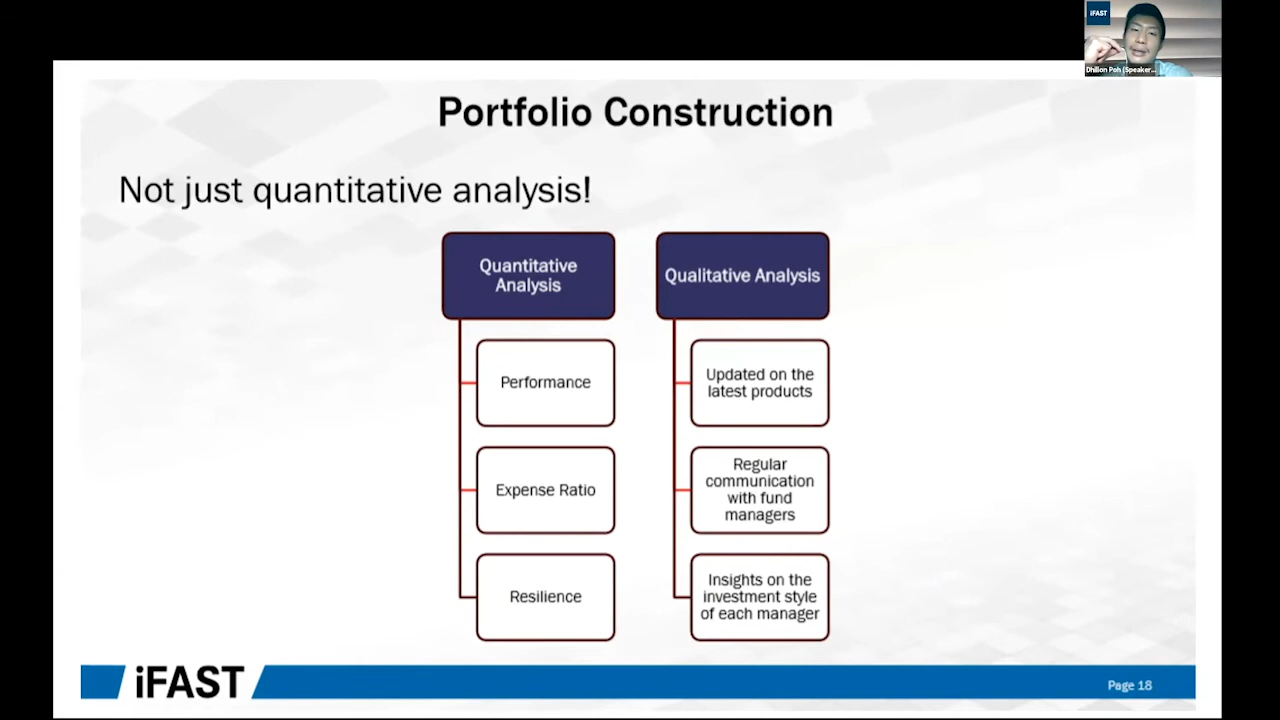 iFAST
Dhillon Poh (Speaker...
Portfolio Construction
Not just quantitative analysis!
Quantitative
Analysis
Performance
Expense Ratio
Resilience
Qualitative Analysis
Updated on the
latest products
Regular
communication
with fund
managers
Insights on the
investment style
of each manager
iFAST
Page 18